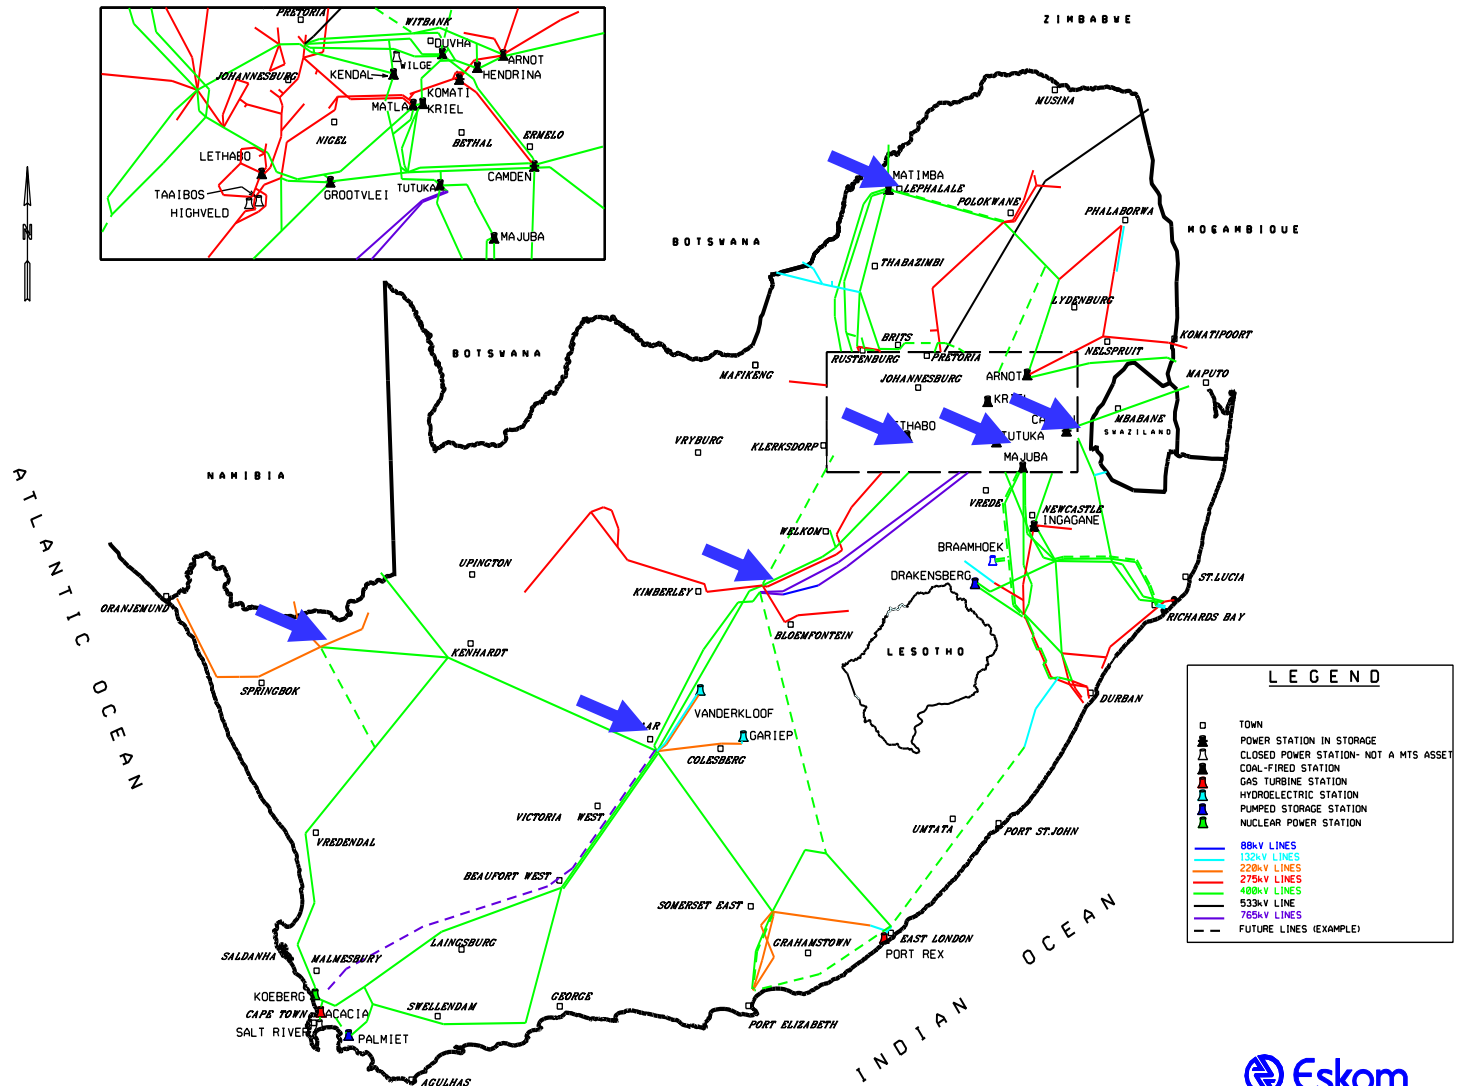 ZIMBABWE
PRETORIA
WITBANK
DUVHA
WILGE
ARNOT
KENDAL
HENDRINA
JOHANNESBURG
KOMATI
MATLA
KRIEL
NIGEL
BETHAL
ERMELO
LETHABO
CAMDEN
TAAIBOS
GROOTVLEI
TUTUKA
HIGHVELD
MAJUBA
N
MUSINA
MATIMBA
LEPHALALE
POLOKWANE
PHALABORWA
MOGAMBIQUE
BOTSWANA
THABAZIMBI
LYDENBURG
BRITS
KOMATIPOORT
NELSPRUIT
BOTSWANA
RUSTENBURG
PRETORIA
MAFIKENG
JOHANNESBURG
ARNOT
MAPUTO
MBABANE
SWAZILAND
THABO
TUTUKA
VRYBURG
KLERKSDORP
MAJUBA
NAMIBIA
VREDE
NEWCASTLE
INGAGANE
WELKOM
BRAAMHOEK
UPINGTON
DRAKENSBERG
ST.LUCIA
KIMBERLEY
ORANJEMUND
RICHARDS BAY
BLOEMFONTEIN
KENHARDT
LESOTHO
SPRINGBOK
DURBAN
VANDERKLOOF
AR
GARIEP
COLESBERG
ATLANTIC OCEAN
VICTORIA WEST
UMTATA
PORT ST.JOHN
VREDENDAL
BEAUFORT WEST
SOMERSET EAST
EAST LONDON
PORT REX
GRAHAMSTOWN
LAINGSBURG
SALDANHA
MALMESBURY
KOEBERG
CAPE TOWN
ACACIA
SWELLENDAM
GEORGE
PORT ELIZABETH
SALT RIVER
PALMIET
AGULHAS
INDIAN OCEAN
LEGEND
TOWN
POWER STATION IN STORAGE
CLOSED POWER STATION- NOT A MTS ASSET
COAL-FIRED STATION
GAS TURBINE STATION
HYDROELECTRIC STATION
PUMPED STORAGE STATION
NUCLEAR POWER STATION
88kV LINES
132kV LINES
220kV LINES
275kV LINES
400kV LINES
533kV LINE
765kV LINES
FUTURE LINES (EXAMPLE)
Eskom